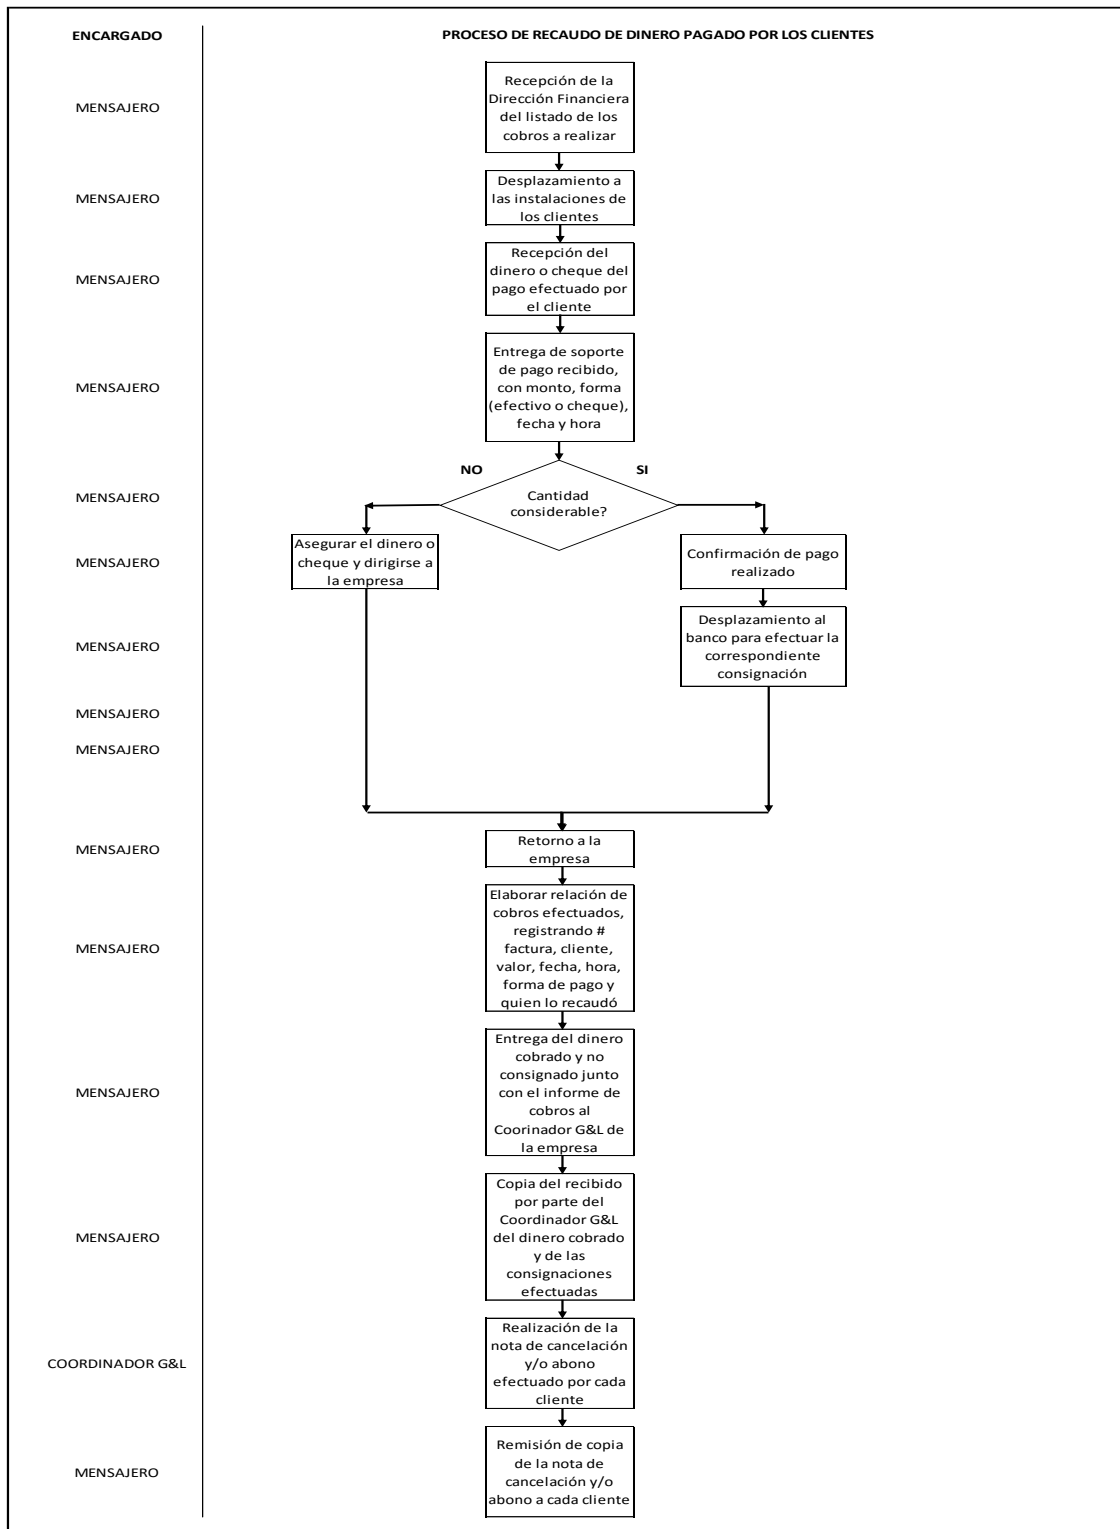 ENCARGADO
PROCESO DE RECAUDO DE DINERO PAGADO POR LOS CLIENTES
MENSAJERO
Recepción de la
Dirección Financiera
del listado de los
cobros a realizar
MENSAJERO
Desplazamiento a
las instalaciones de
los clientes
MENSAJERO
Recepción del
dinero o cheque del
pago efectuado por
el cliente
MENSAJERO
Entrega de soporte
de pago recibido,
con monto, forma
(efectivo o cheque),
fecha y hora
NO
SI
MENSAJERO
Cantidad
considerable?
MENSAJERO
Asegurar el dinero o
cheque y dirigirse a
la empresa
Confirmación de pago
realizado
MENSAJERO
Desplazamiento al
banco para efectuar la
correspondiente
consignación
MENSAJERO
MENSAJERO
MENSAJERO
Retorno a la
empresa
MENSAJERO
Elaborar relación de
cobros efectuados,
registrando #
factura, cliente,
valor, fecha, hora,
forma de pago y
quien lo recaudó
MENSAJERO
Entrega del dinero
cobrado y no
consignado junto
con el informe de
cobros al
Coorinador G&L de
la empresa
MENSAJERO
Copia del recibido
por parte del
Coordinador G&L
del dinero cobrado
y de las
consignaciones
efectuadas
COORDINADOR G&L
Realización de la
nota de cancelación
y/o abono
efectuado por cada
cliente
MENSAJERO
Remisión de copia
de la nota de
cancelación y/o
abono a cada cliente